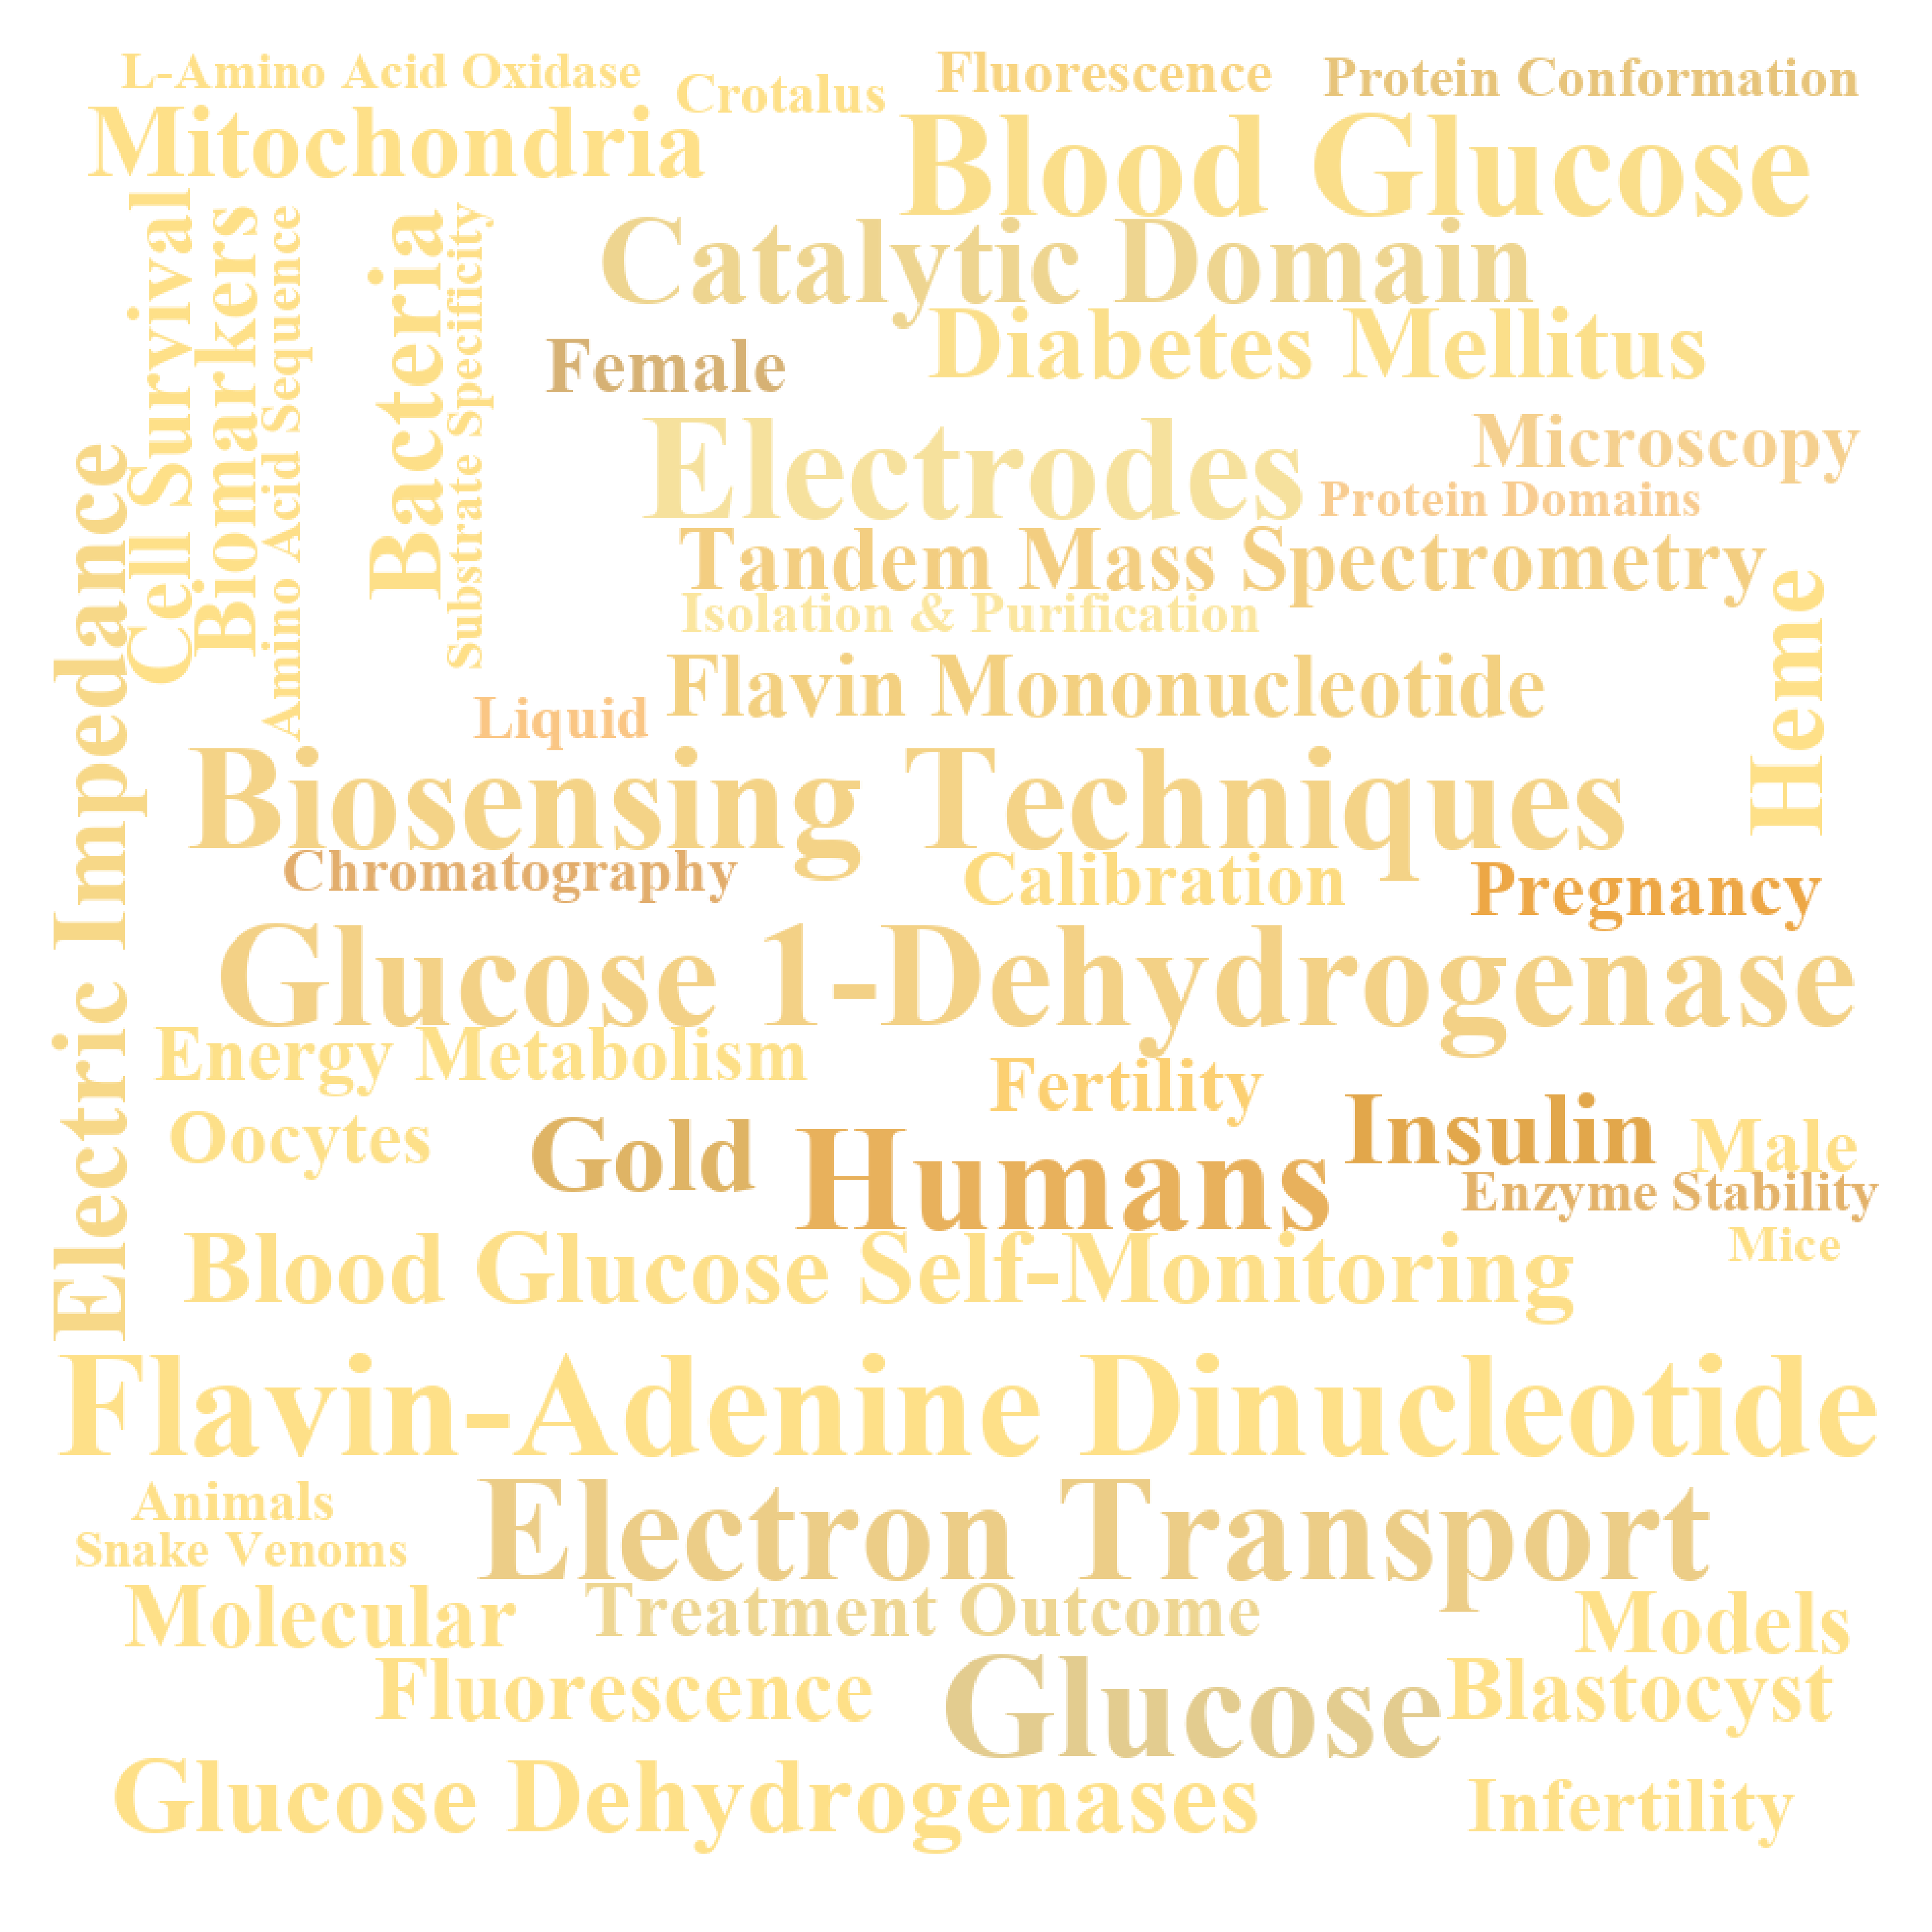 L-Amino Acid Oxidase
Crotalus
Fluorescence
Protein Conformation
Mitochondria
Blood Glucose
Catalytic Domain
Cell Survival
Biomarkers
Amino Acid Sequence
Bacteria
Substrate Specificity
Diabetes Mellitus
Female
Electrodes
Microscopy
Protein Domains
Electric Impedance
Tandem Mass Spectrometry
Isolation & Purification
Heme
Flavin Mononucleotide
Liquid
Biosensing Techniques
Chromatography
Calibration
Pregnancy
Glucose 1-Dehydrogenase
Energy Metabolism
Fertility
Oocytes
Gold
Humans
Insulin
Male
Enzyme Stability
Mice
Blood Glucose Self-Monitoring
Flavin-Adenine Dinucleotide
Animals
Electron Transport
Snake Venoms
Molecular
Treatment Outcome
Models
Fluorescence
Glucose
Blastocyst
Glucose Dehydrogenases
Infertility